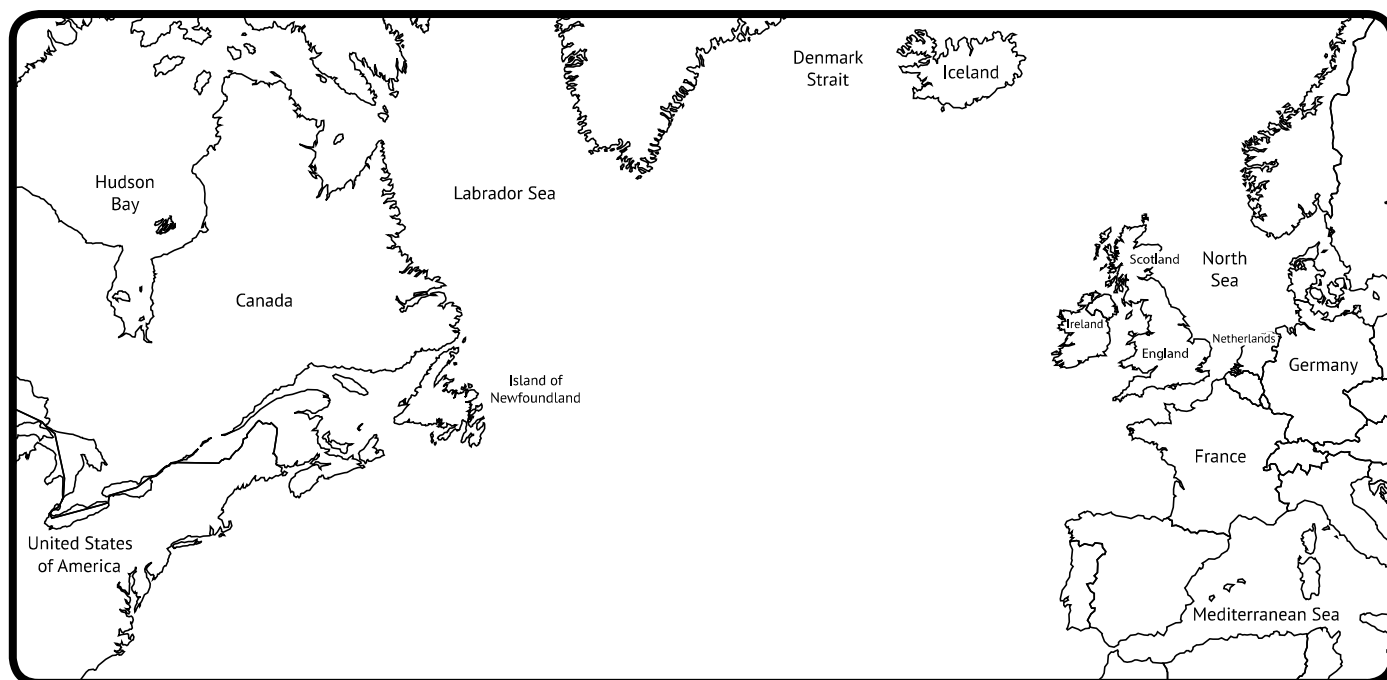 Denmark
Strait
Iceland
Hudson
Bay
Labrador Sea
Scotland
North
Sea
Canada
Ireland
Netherlands
England
Germany
Island of
Newfoundland
France
United States
of America
Mediterranean Sea